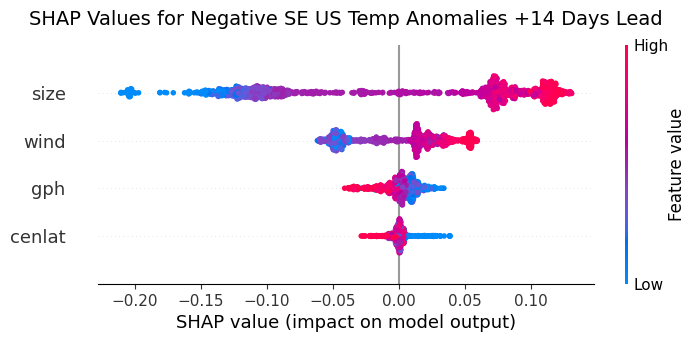 SHAP Values for Negative SE US Temp Anomalies +14 Days Lead
High
size
wind
gph
cenlat
Feature value
Low
−0.20 −0.15 −0.10 −0.05 0.00 0.05 0.10
SHAP value (impact on model output)